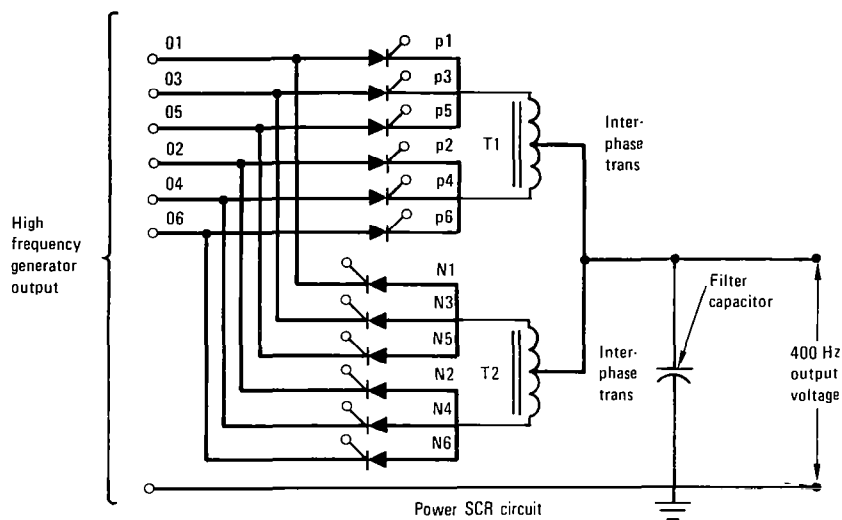 01
p1
03
p3
05
p5
02
p2
04
p4
06
p6
T1
Inter-
phase
trans
High
frequency
generator
output
N1
N3
N5
N2
N4
N6
T2
Inter-
phase
trans
Filter
capacitor
400 Hz
output
voltage
Power SCR circuit